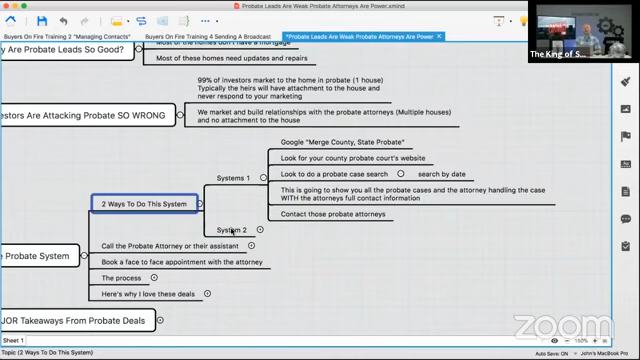 Probate Leads Are Weak Probate Attorneys Are Power.xmind
Buyers On Fire Training 2 "Managing Contacts"
Buyers On Fire Training 4 Sending A Broadcast
*Probate Leads Are Weak Probate Attorneys Are Power
The King of S...
y Are Probate Leads So Good?
Most of the homes don't have a mortgage
Most of these homes need updates and repairs
99% of investors market to the home in probate (1 house)
Typically the heirs will have attachment to the house and
never respond to your marketing
estors Are Attacking Probate SO WRONG
We market and build relationships with the probate attorneys (Multiple houses)
and no attachment to the house
Google "Merge County, State Probate"
Look for your county probate court's website
Systems 1
Look to do a probate case search
search by date
This is going to show you all the probate cases and the attorney handling the case
WITH the attorneys full contact information
2 Ways To Do This System
Contact those probate attorneys
System 2
Call the Probate Attorney or their assistant
e Probate System
Book a face to face appointment with the attorney
The process
Here's why I love these deals
JOR Takeaways From Probate Deals
zoom
Sheet 1
150%
Topic (2 Ways To Do This System)
Auto Save: ON
John's MacBook Pro